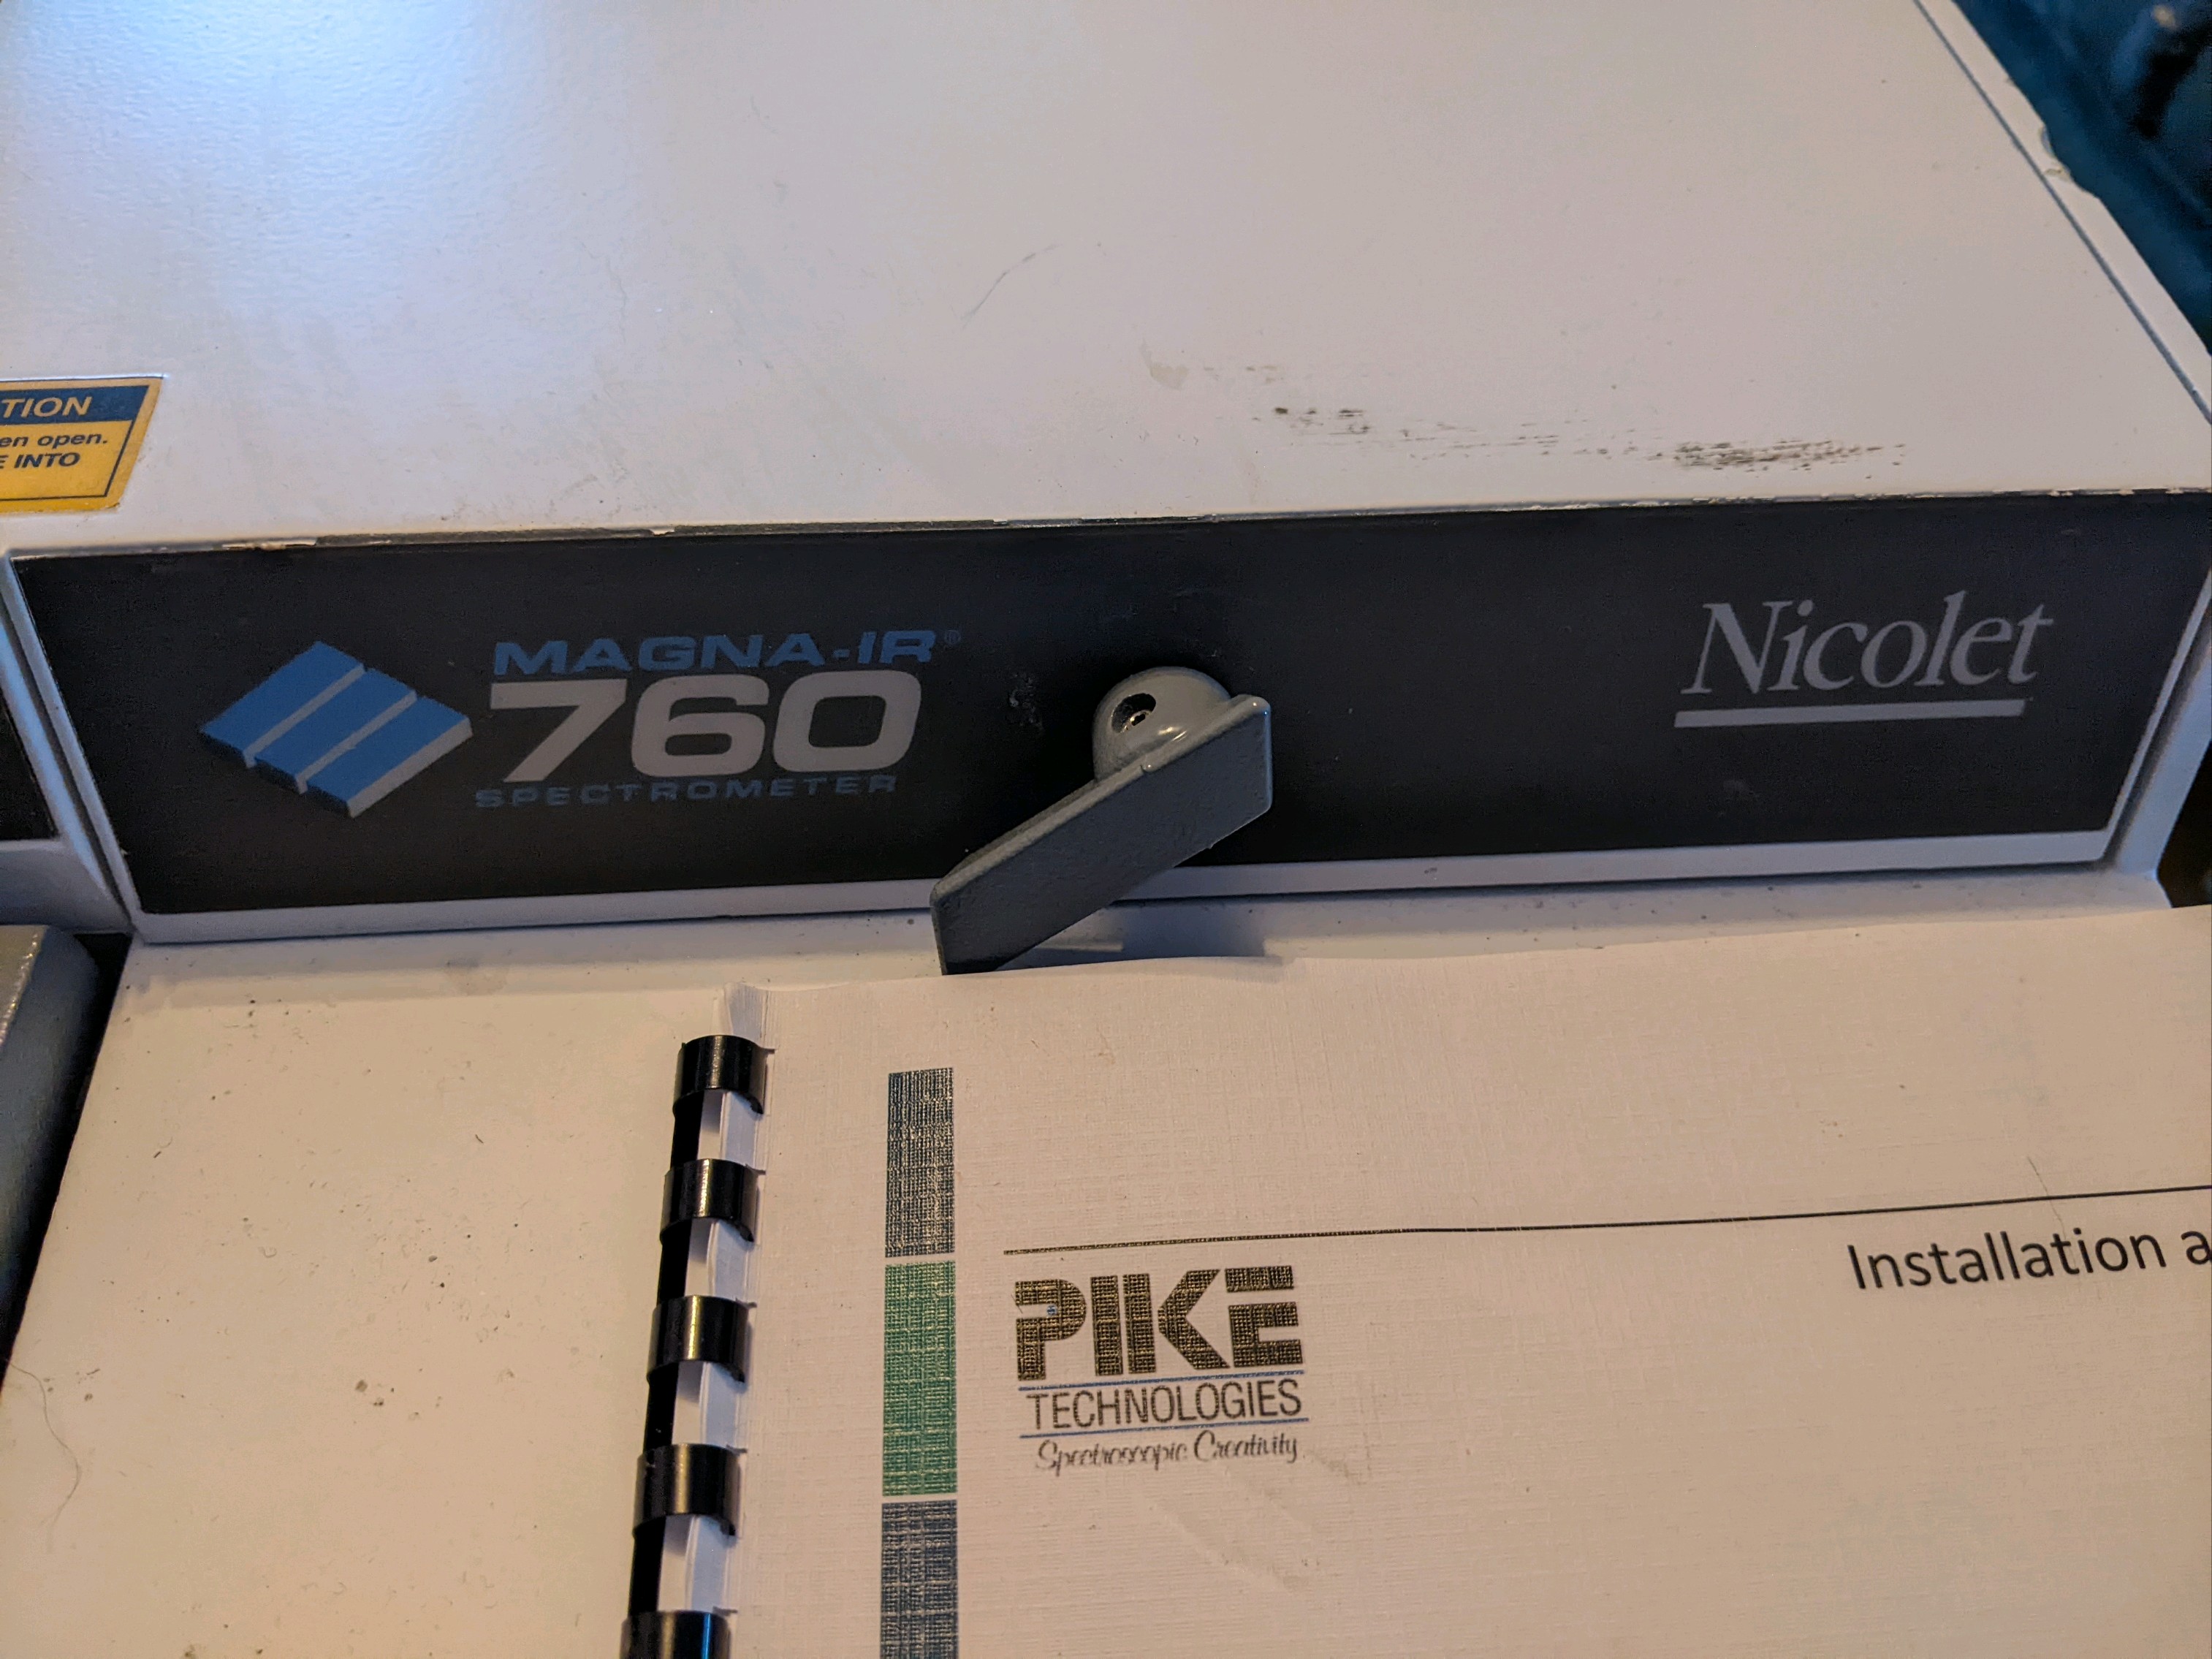 TION
en open.
E INTO
MAGNA-IR®
760
SPECTROMETER
Nicolet
Installation a
PIKE
TECHNOLOGIES
Spectroscopic Creativity